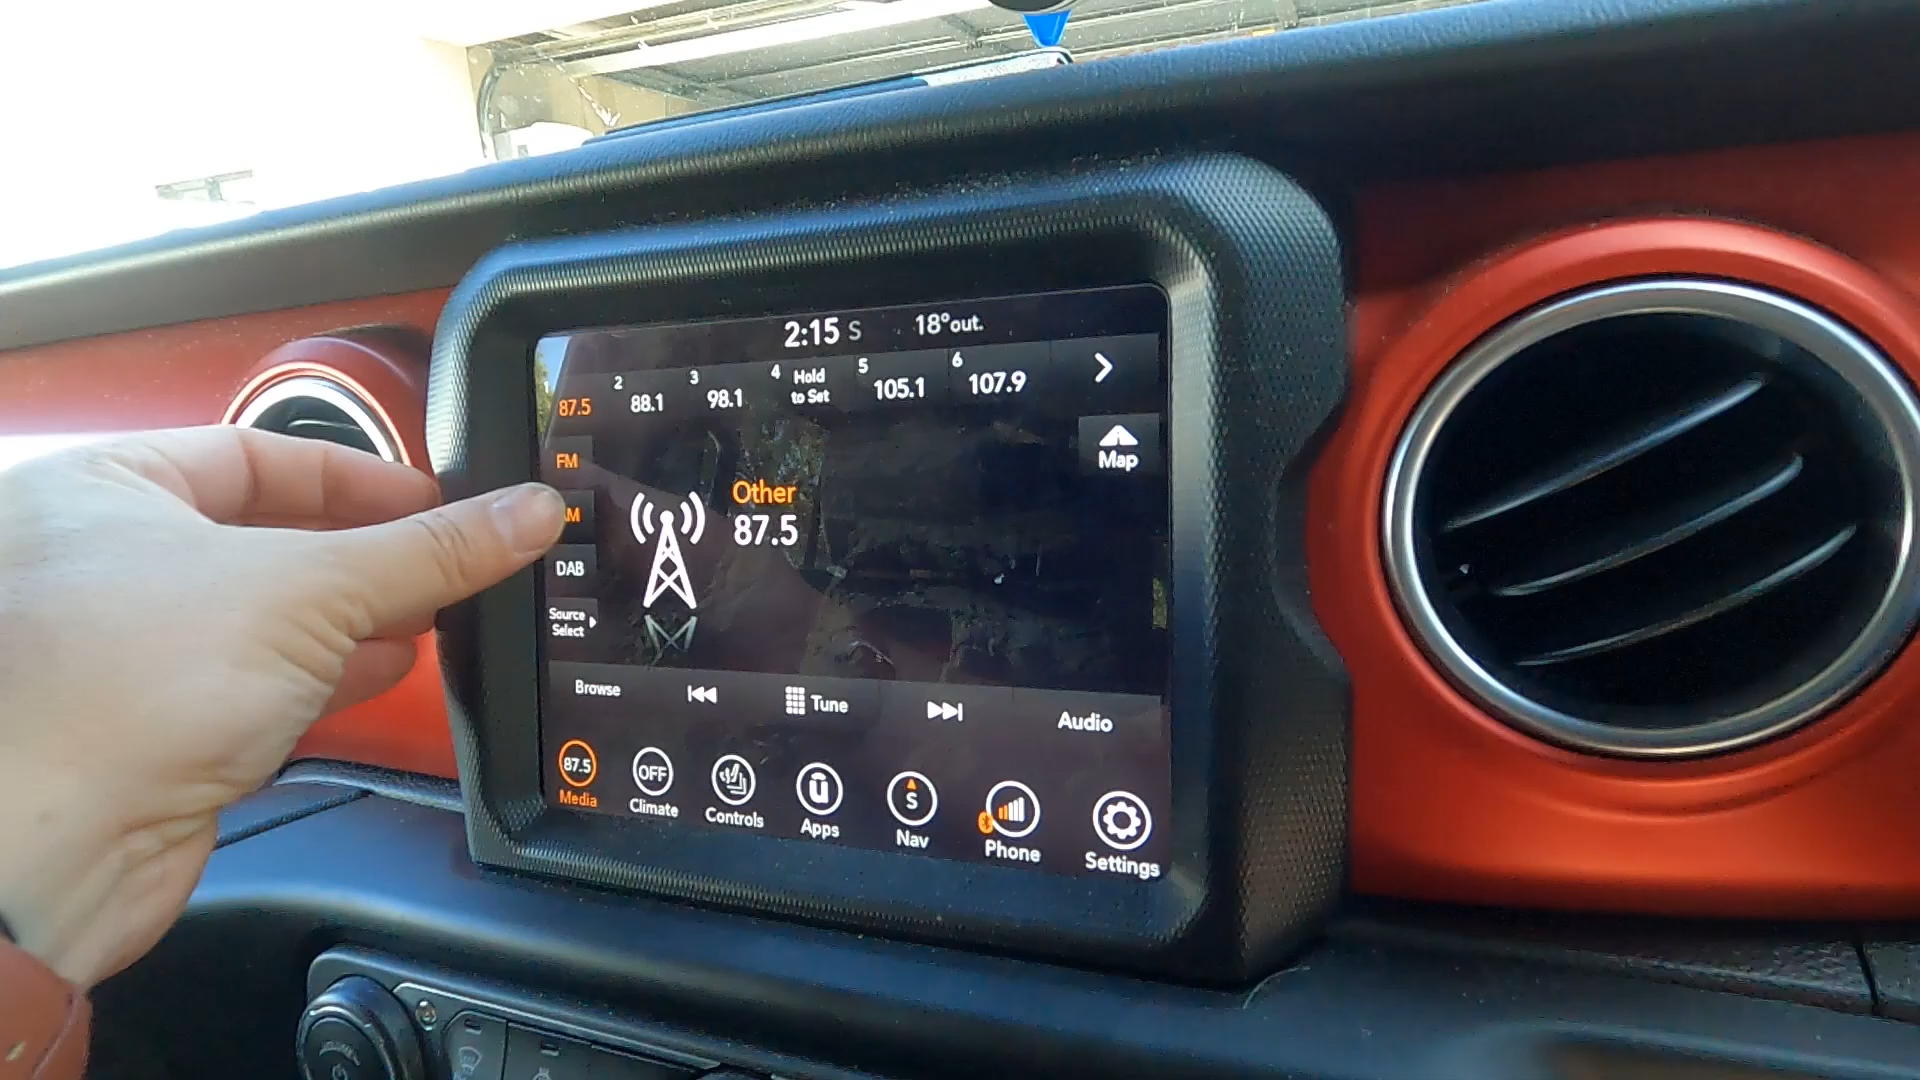 2:15 S 18°out.
1 87.5 2 88.1 3 98.1 4 Hold to Set 5 105.1 6 107.9
Map
FM
AM
DAB
Source
Select
Other
87.5
Browse Tune Audio
87.5 OFF S
Media Climate Controls Apps Nav Phone Settings